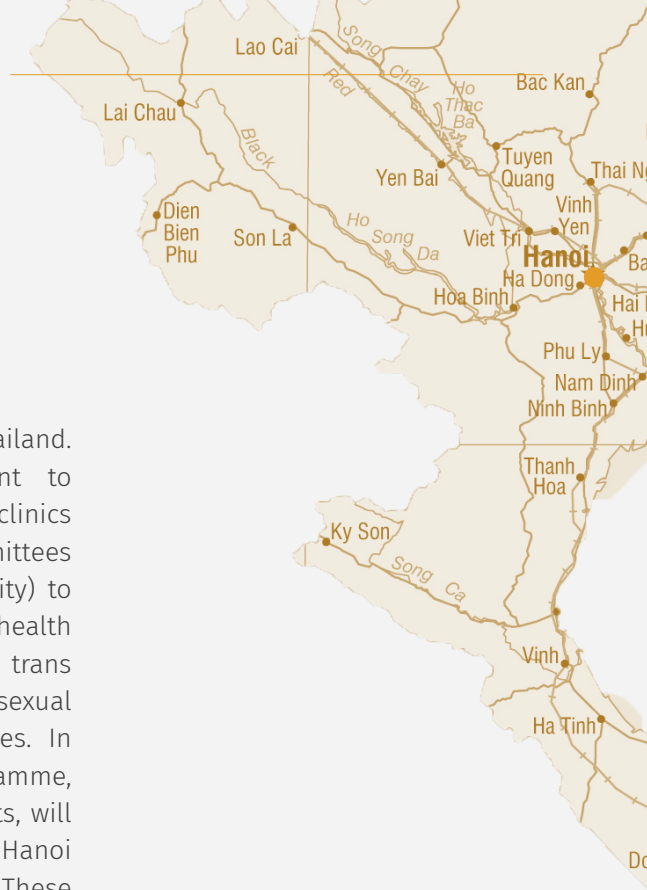 Lao Cai
Song
Chay
Red
Ho
Thac
Ba
Bac Kan
Lai Chau
Black
Tuyen
Quang
Yen Bai
Thai
Vinh
Yen
Dien
Bien
Phu
Son La
Ho
Song
Da
Viet Tri
Hanoi
Ha Dong
Hoa Binh
Hai
Phu Ly
Nam Dinh
Ninh Binh
Thanh
Hoa
Ky Son
Song Ca
Vinh
Ha Tinh
ailand.
nt to
clinics
nittees
ity) to
health
trans
sexual
es. In
amme,
ts, will
Hanoi
These